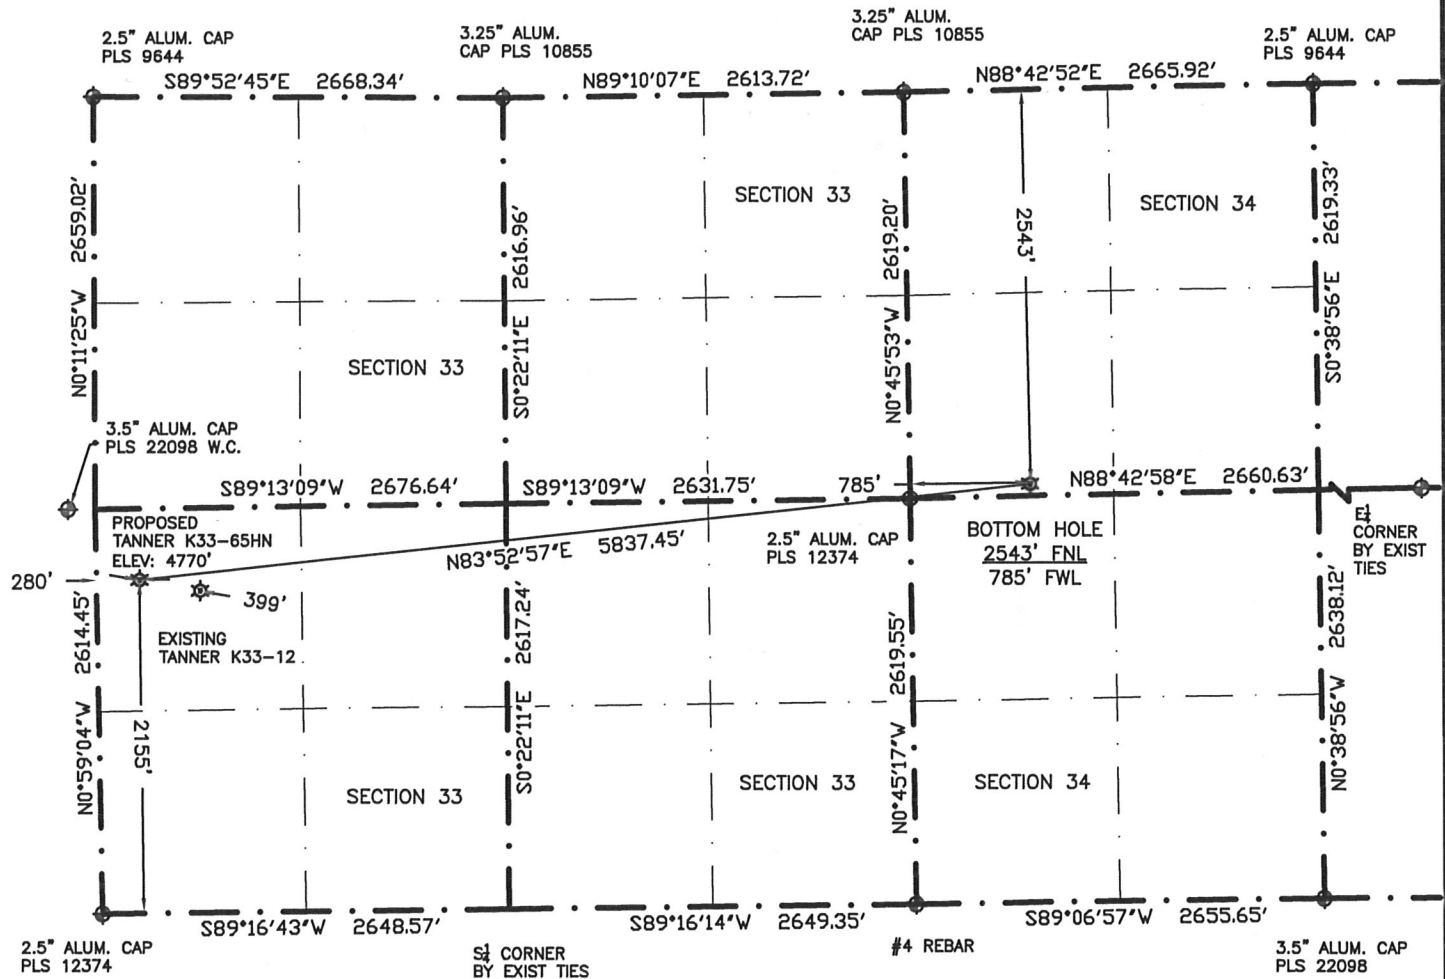 2.5" ALUM. CAP
PLS 9644
3.25" ALUM.
CAP PLS 10855
3.25" ALUM.
CAP PLS 10855
2.5" ALUM. CAP
PLS 9644
S89°52'45"E 2668.34'
N89°10'07"E 2613.72'
N88°42'52"E 2665.92'
N0°11'25"W 2659.02'
S0°22'11"E 2616.96'
SECTION 33
N0°45'53"W 2619.20'
2543'
SECTION 34
S0°38'56"E 2619.33'
SECTION 33
3.5" ALUM. CAP
PLS 22098 W.C.
S89°13'09"W 2676.64'
S89°13'09"W 2631.75'
785'
N88°42'58"E 2660.63'
PROPOSED
TANNER K33-65HN
ELEV: 4770'
N83°52'57"E 5837.45'
2.5" ALUM. CAP
PLS 12374
BOTTOM HOLE
2543' FNL
785' FWL
E¼
CORNER
BY EXIST
TIES
280'
399'
EXISTING
TANNER K33-12
N0°59'04"W 2614.45'
2155'
S0°22'11"E 2617.24'
N0°45'17"W 2619.55'
N0°38'56"W 2638.12'
SECTION 33
SECTION 33
SECTION 34
S89°16'43"W 2648.57'
S89°16'14"W 2649.35'
S89°06'57"W 2655.65'
2.5" ALUM. CAP
PLS 12374
S¼ CORNER
BY EXIST TIES
#4 REBAR
3.5" ALUM. CAP
PLS 22098